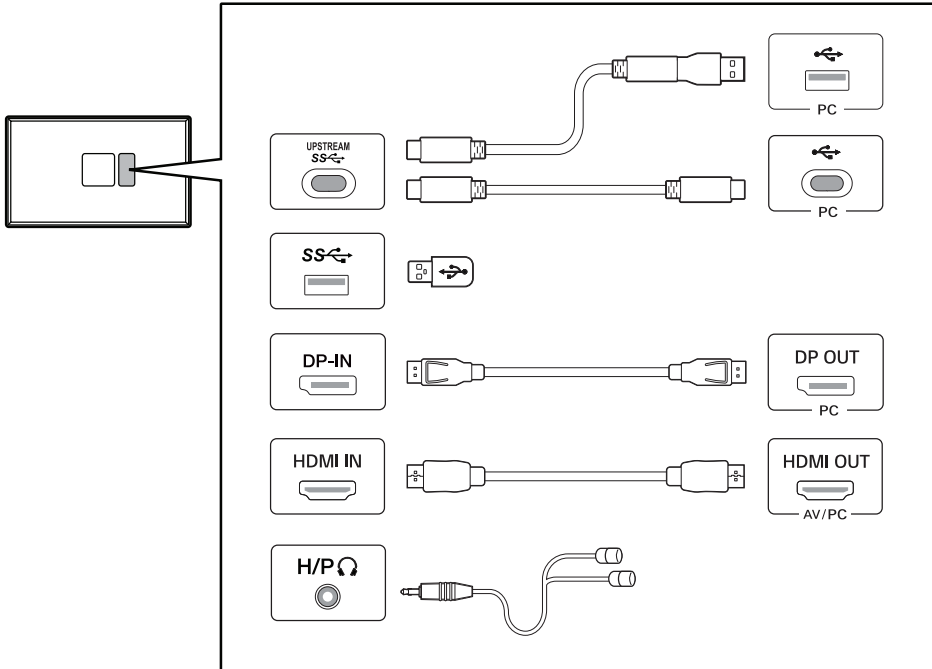 PC
UPSTREAM
SS
PC
SS
DP-IN
DP OUT
PC
HDMI IN
HDMI OUT
AV/PC
H/P